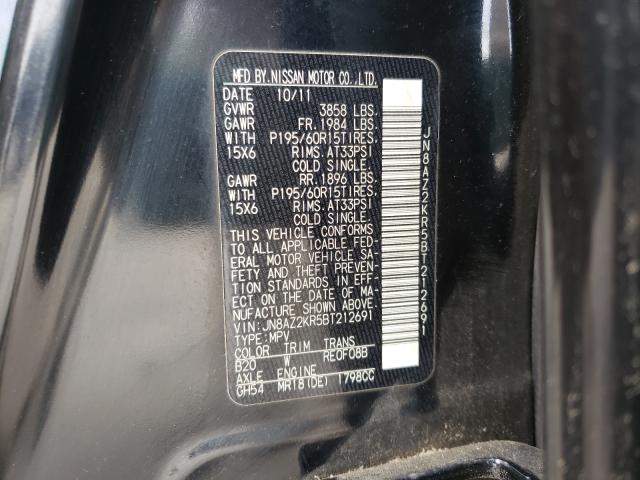 MFD BY NISSAN MOTOR CO., LTD.
DATE 10/11
GVWR 3858 LBS.
GAWR FR. 1984 LBS.
WITH P195/60R15TIRES.
15X6 RIMS. AT33PSI
COLD SINGLE.
GAWR RR. 1896 LBS.
WITH P195/60R15TIRES.
15X6 RIMS. AT33PSI
COLD SINGLE.
THIS VEHICLE CONFORMS
TO ALL APPLICABLE FED-
ERAL MOTOR VEHICLE SA-
FETY AND THEFT PREVEN-
TION STANDARDS IN EFF-
ECT ON THE DATE OF MA-
NUFACTURE SHOWN ABOVE.
VIN: JN8AZ2KR5BT212691
TYPE: MPV
COLOR TRIM TRANS
B20 W RE0F08B
AXLE ENGINE
GH54 MR18(DE) 1798CC
JN8AZ2KR5BT212691